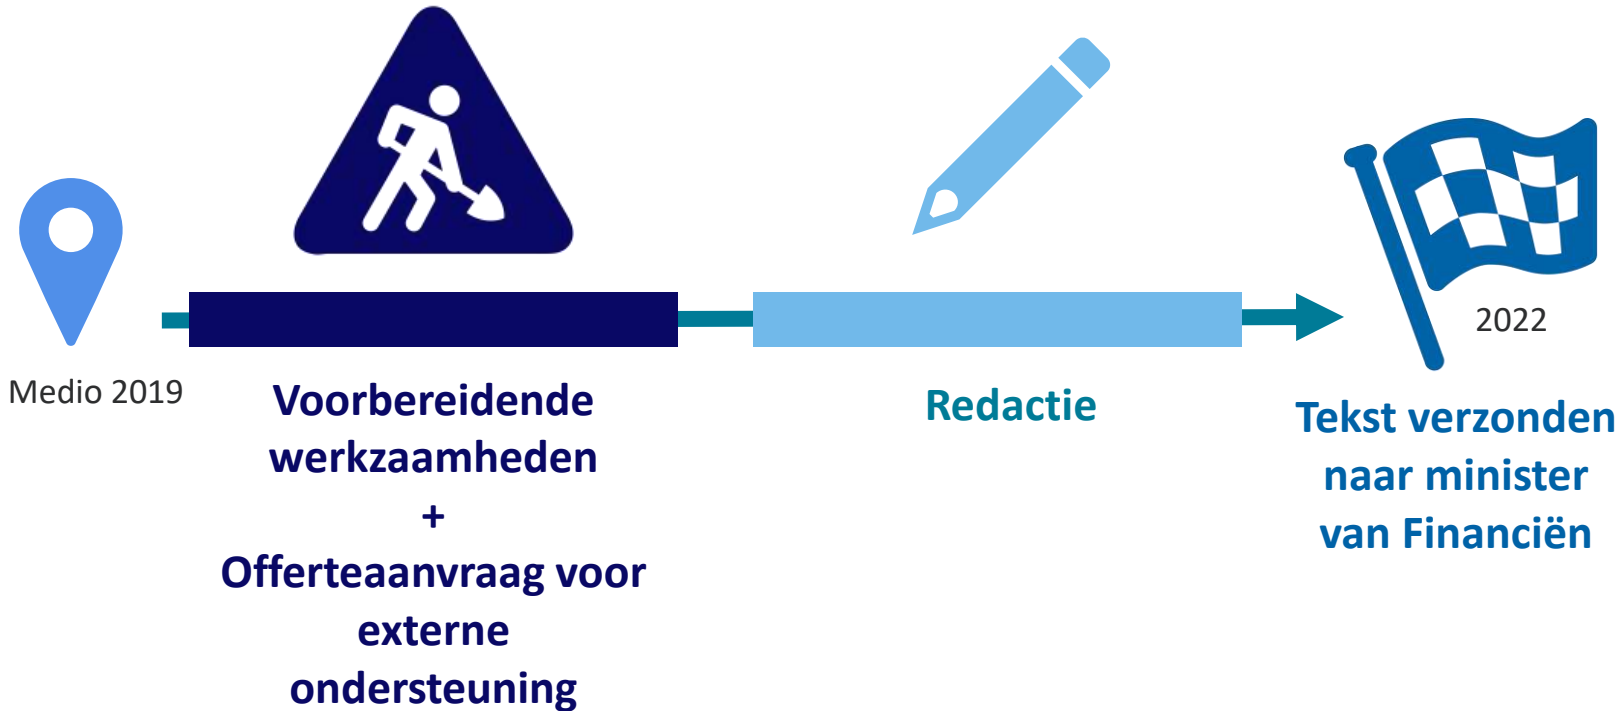 Medio 2019
Voorbereidende
werkzaamheden
+
Offerteaanvraag voor
externe
ondersteuning
Redactie
2022
Tekst verzonden
naar minister
van Financiën